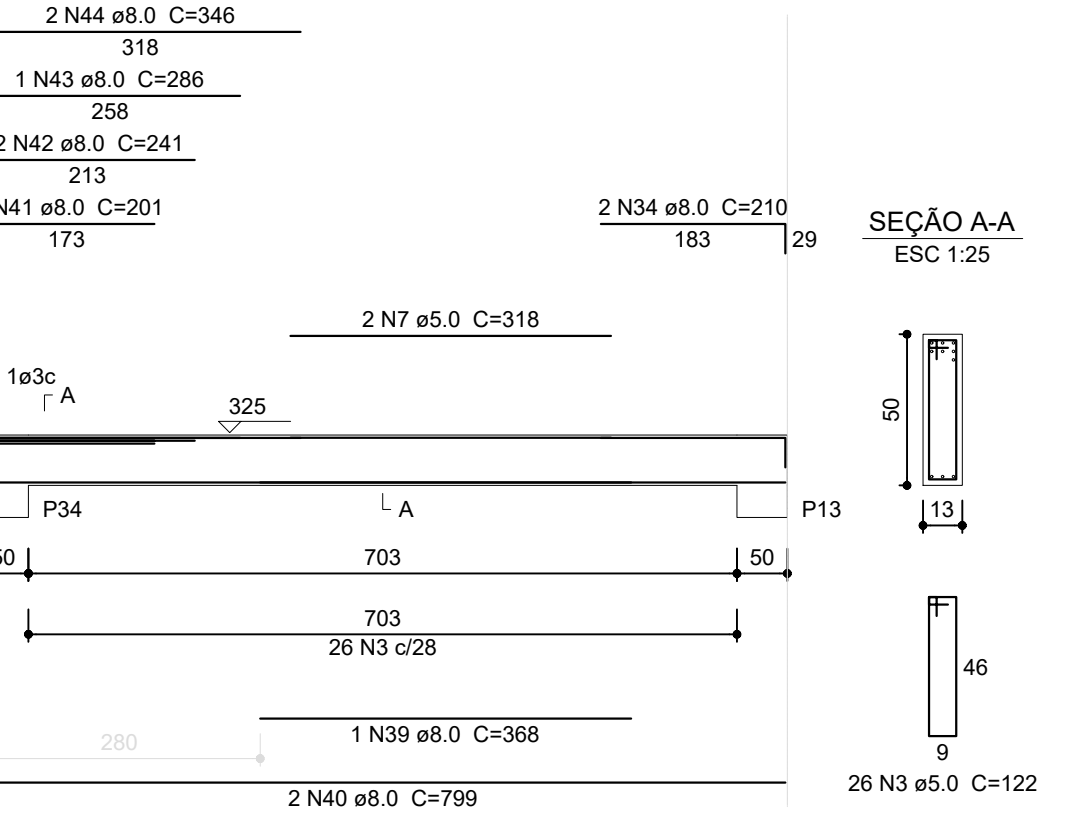 2 N44 ø8.0 C=346
318
1 N43 ø8.0 C=286
258
2 N42 ø8.0 C=241
213
N41 ø8.0 C=201
173
2 N34 ø8.0 C=210
183
29
SEÇÃO A-A
ESC 1:25
2 N7 ø5.0 C=318
1ø3c
A
325
50
P34
A
P13
13
50
703
50
703
26 N3 c/28
46
280
1 N39 ø8.0 C=368
9
26 N3 ø5.0 C=122
2 N40 ø8.0 C=799